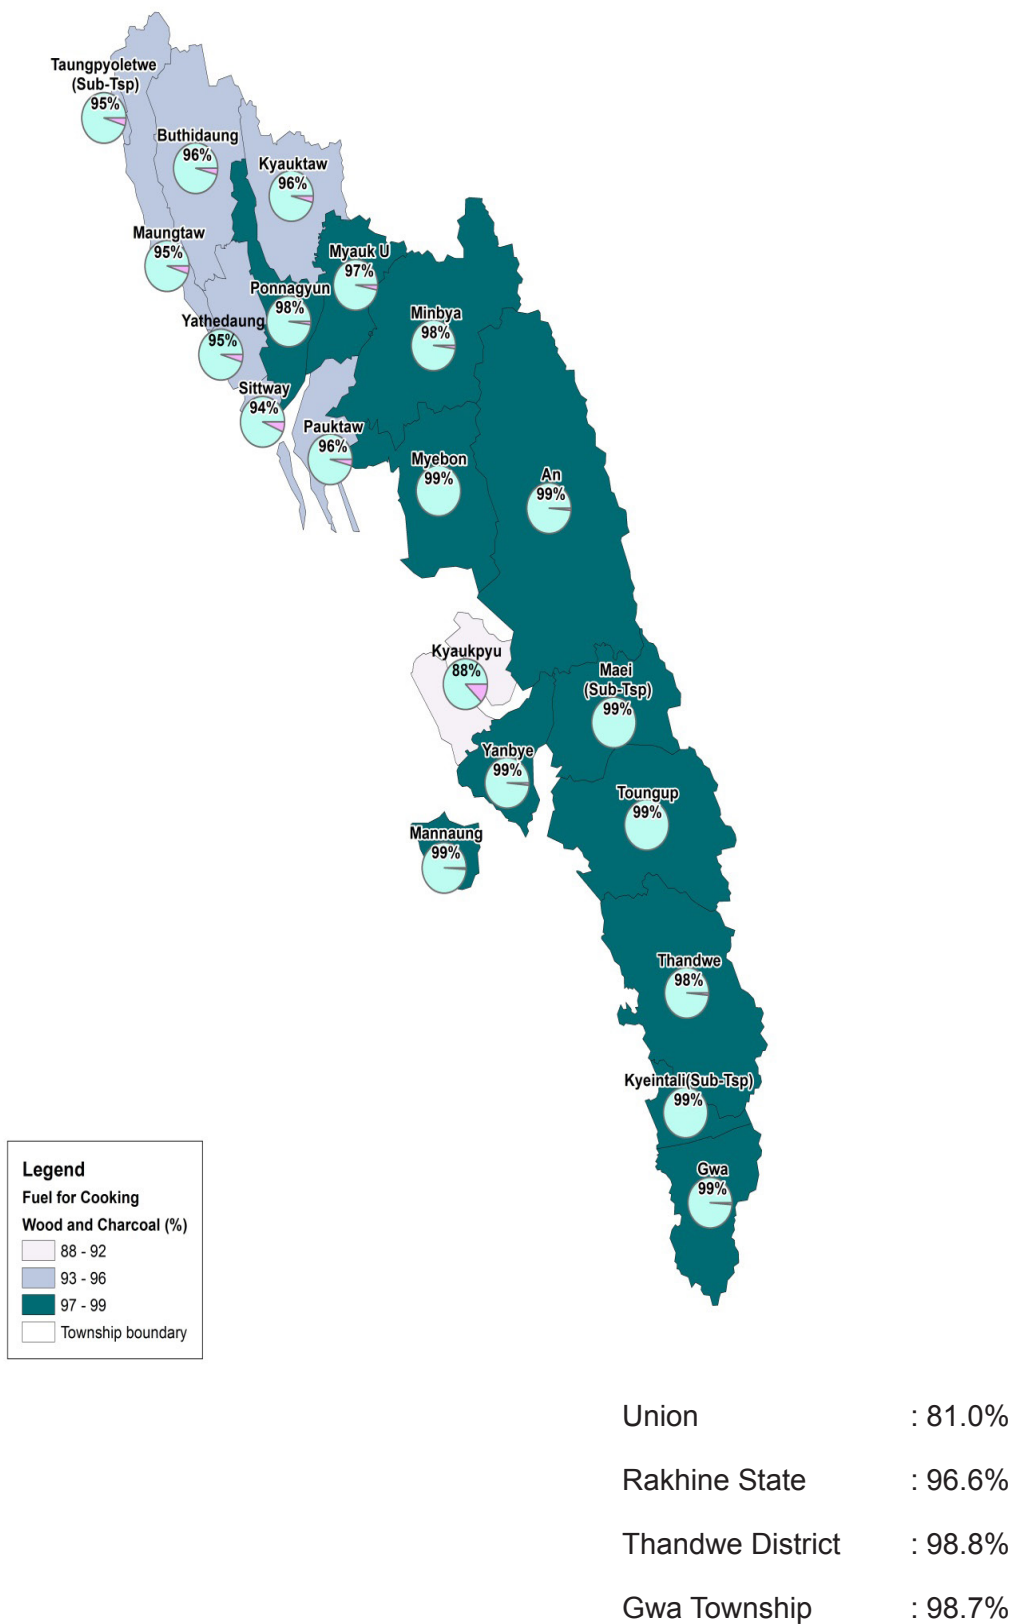 Taungpyoletwe
(Sub-Tsp)
95%
Buthidaung
96%
Kyauktaw
96%
Maungtaw
95%
Myauk U
97%
Ponnagyun
98%
Minbya
98%
Yathedaung
95%
Sittway
94%
Pauktaw
96%
Myebon
99%
An
99%
Kyaukpyu
88%
Maei
(Sub-Tsp)
99%
Yanbye
99%
Toungup
99%
Mannaung
99%
Thandwe
98%
Kyeintali(Sub-Tsp)
99%
Gwa
99%
Legend
Fuel for Cooking
Wood and Charcoal (%)
88 - 92
93 - 96
97 - 99
Township boundary
Union : 81.0%
Rakhine State : 96.6%
Thandwe District : 98.8%
Gwa Township : 98.7%